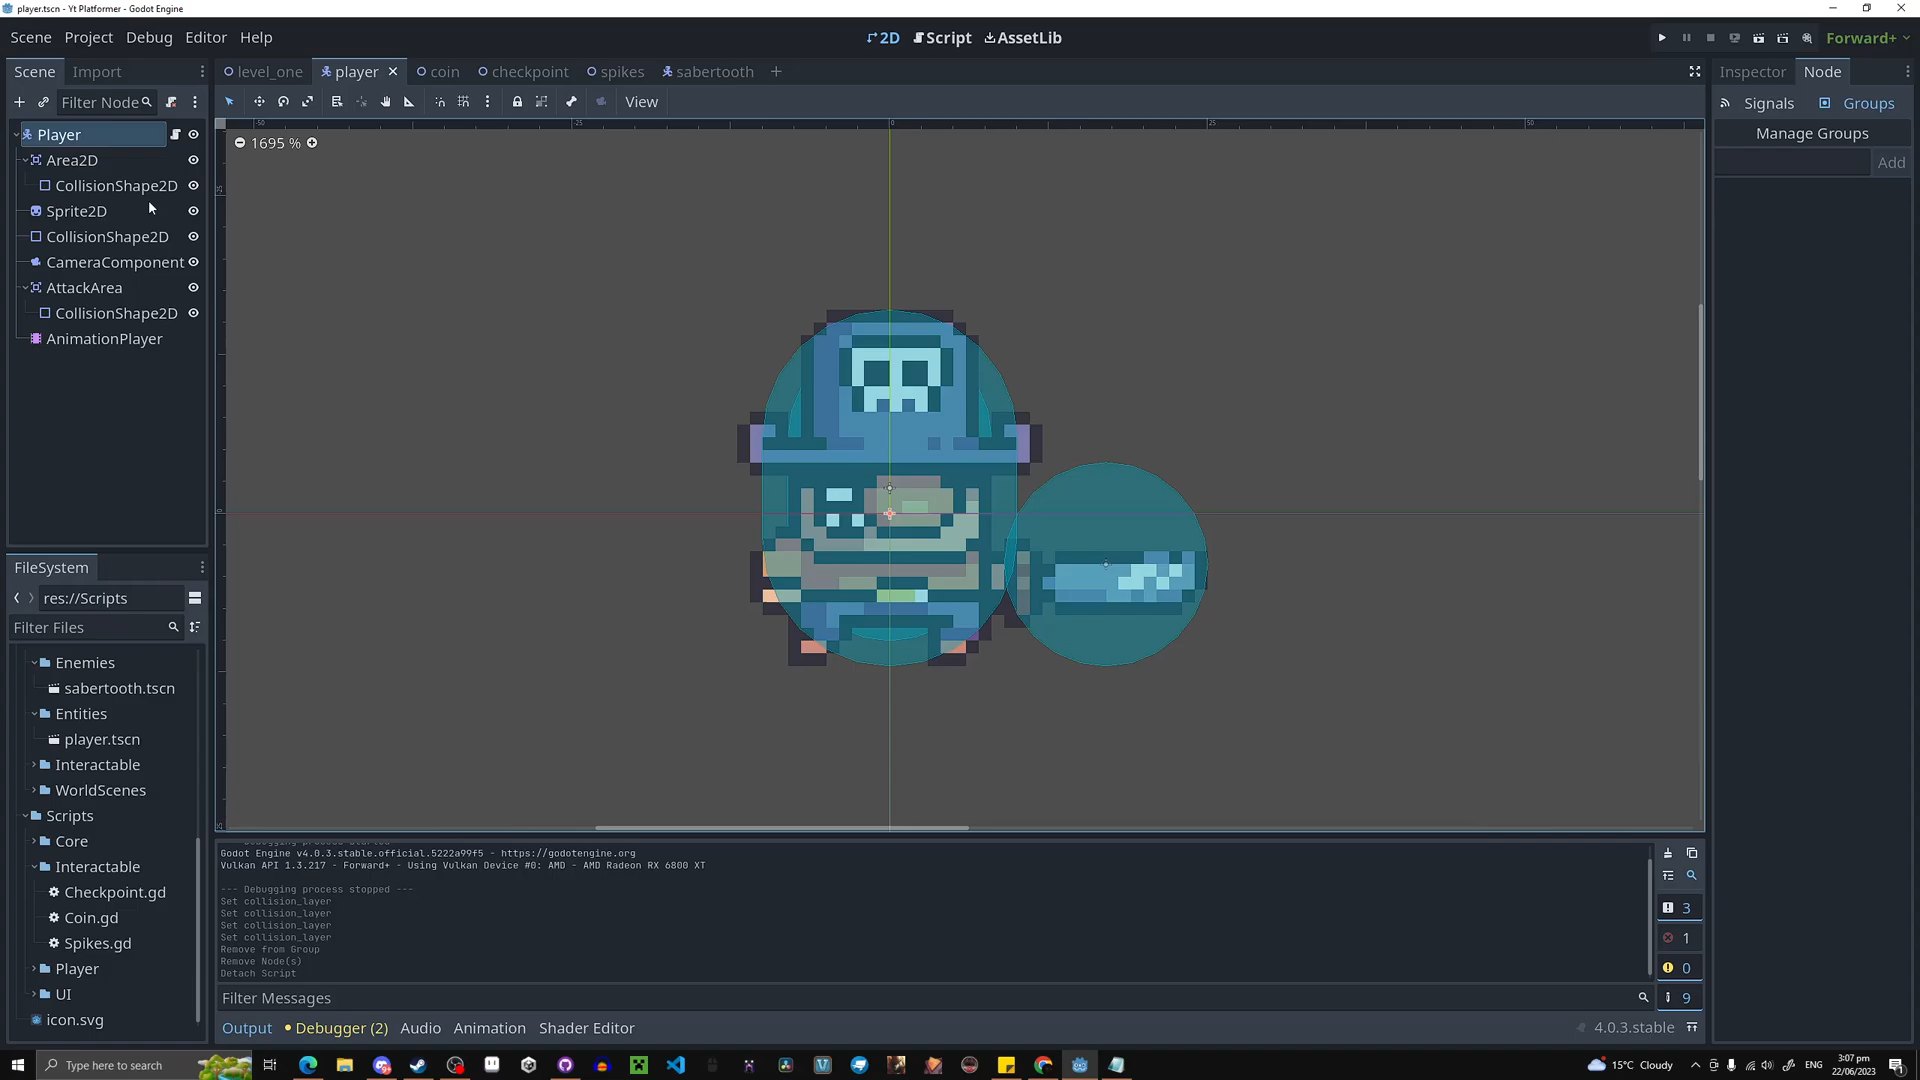 player.tscn - Yt Platformer - Godot Engine
Scene Project Debug Editor Help
2D Script AssetLib
Forward+
Scene Import
level_one player coin checkpoint spikes sabertooth
Inspector Node
Filter Node
View
Signals Groups
Manage Groups
Add
1695 %
Player
Area2D
CollisionShape2D
Sprite2D
CollisionShape2D
CameraComponent
AttackArea
CollisionShape2D
AnimationPlayer
FileSystem
res://Scripts
Filter Files
Enemies
sabertooth.tscn
Entities
player.tscn
Interactable
WorldScenes
Scripts
Core
Interactable
Checkpoint.gd
Coin.gd
Spikes.gd
Player
UI
icon.svg
Godot Engine v4.0.3.stable.official.5222a99f5 - https://godotengine.org
Vulkan API 1.3.217 - Forward+ - Using Vulkan Device #0: AMD - AMD Radeon RX 6800 XT
--- Debugging process stopped ---
Set collision_layer
Set collision_layer
Set collision_layer
Set collision_layer
Remove from Group
Remove Node(s)
Detach Script
3
1
0
9
Filter Messages
Output Debugger (2) Audio Animation Shader Editor
4.0.3.stable
Type here to search
15°C Cloudy
ENG
3:07 pm
22/06/2023